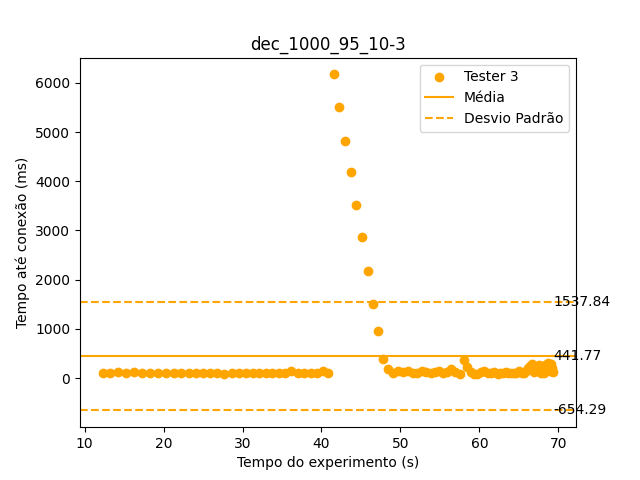 dec_1000_95_10-3
Tester 3
Média
Desvio Padrão
6000
5000
4000
3000
2000
1000
0
Tempo até conexão (ms)
1537.84
441.77
-654.29
10 20 30 40 50 60 70
Tempo do experimento (s)